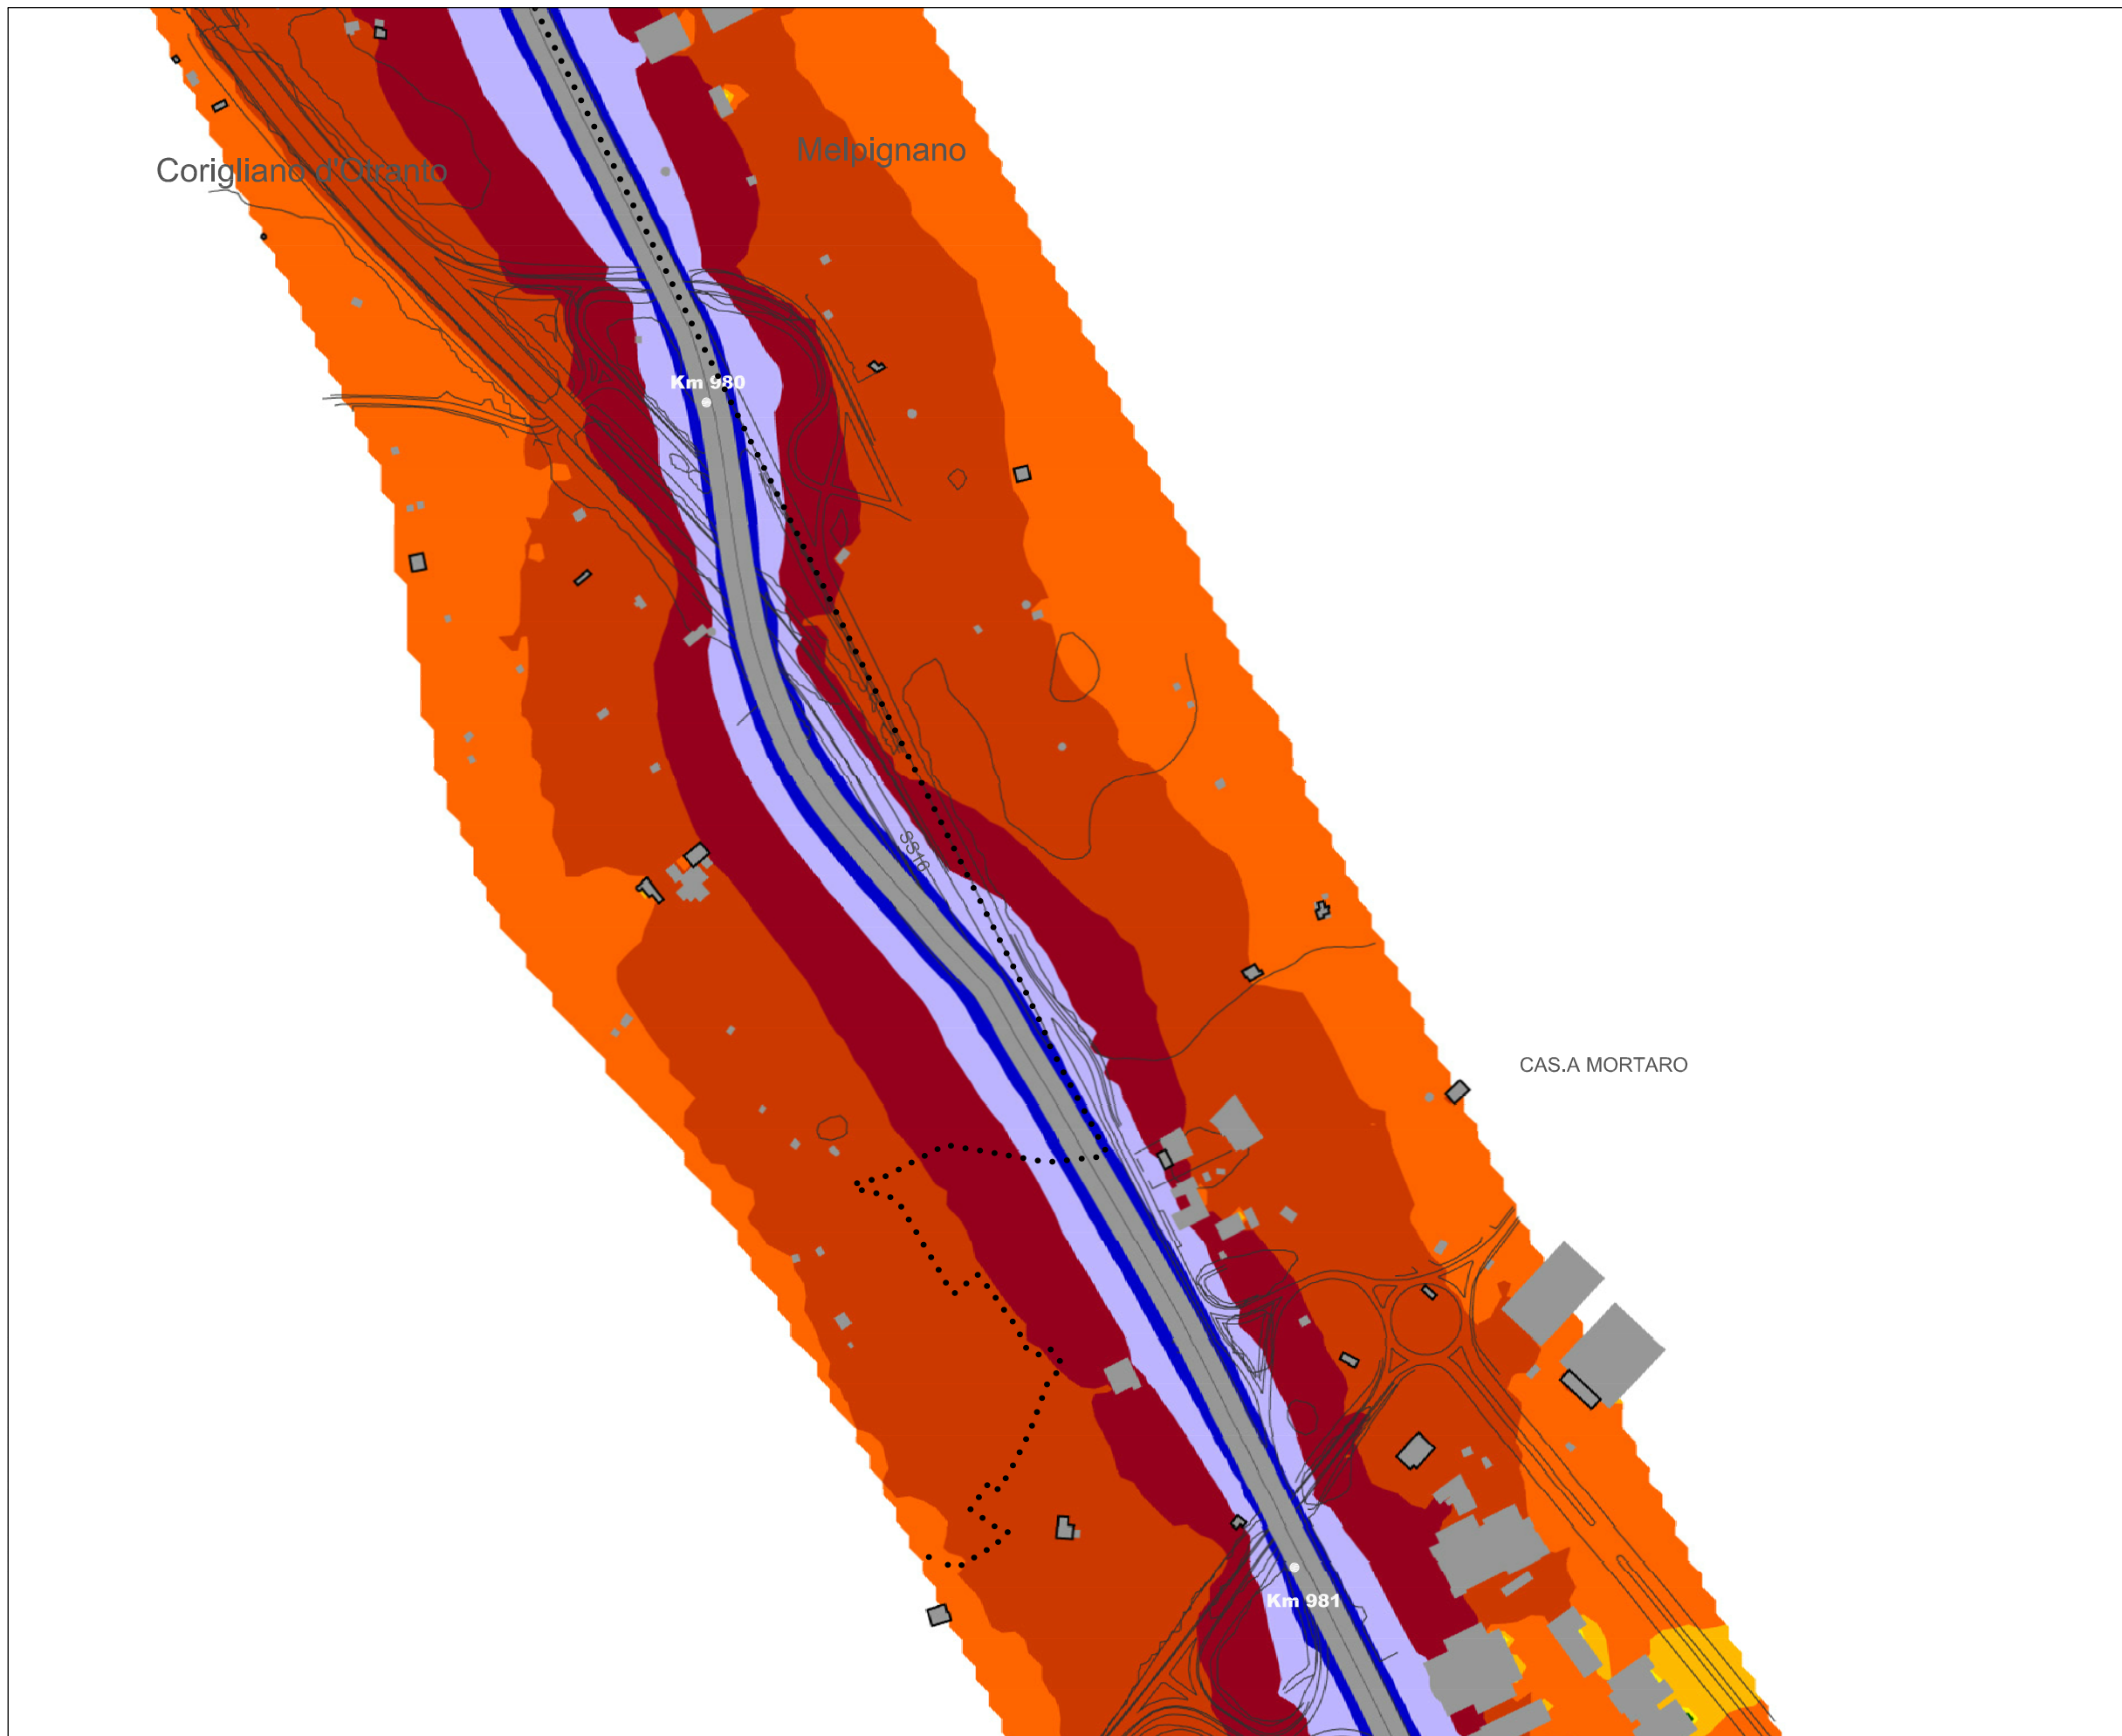 Melpignano
Corigliano d'Otranto
Km 980
SS16
CAS.A MORTARO
Km 981